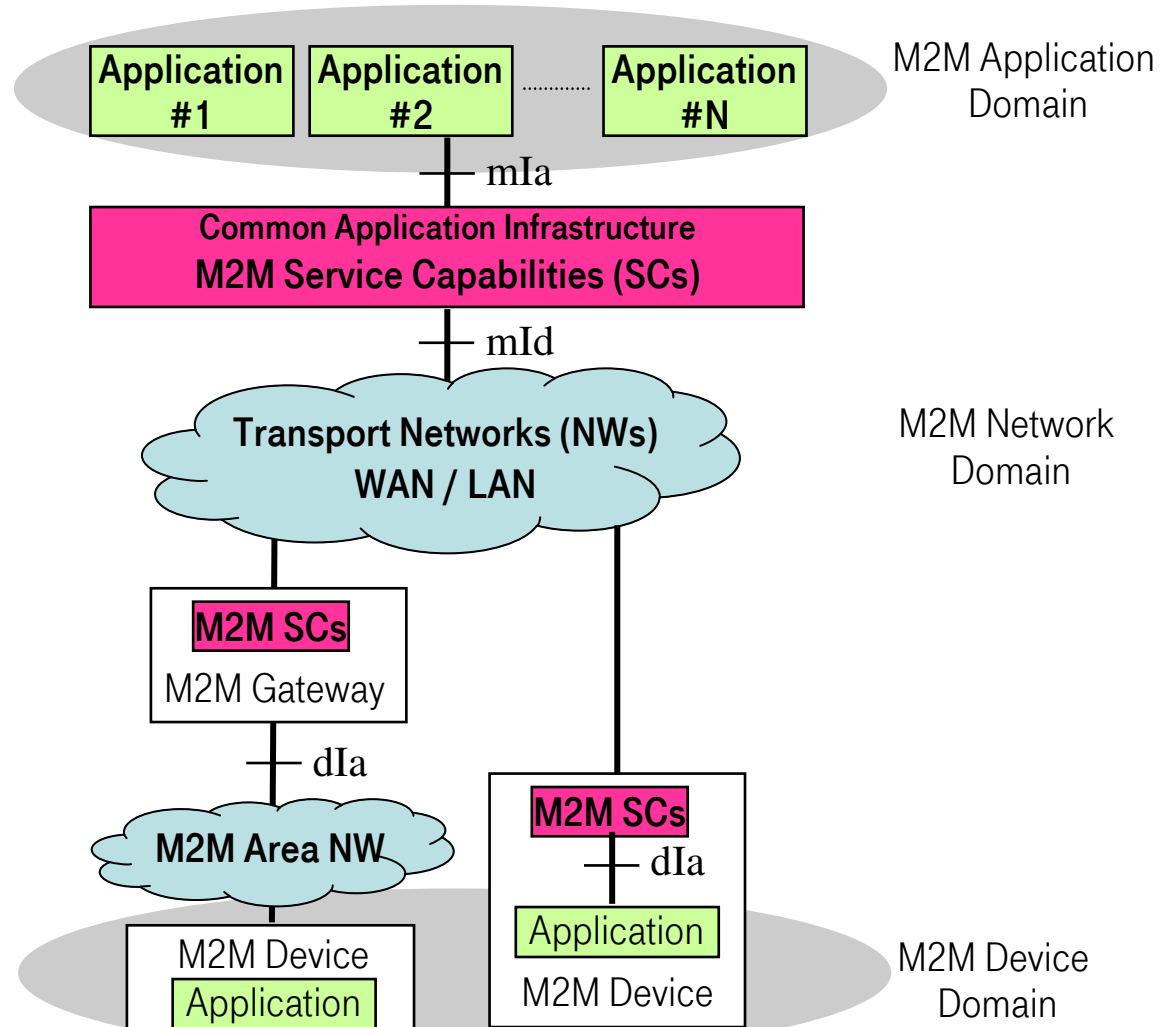 Application
#1
Application
#2
.............
Application
#N
M2M Application
Domain
mIa
Common Application Infrastructure
M2M Service Capabilities (SCs)
mId
Transport Networks (NWs)
WAN / LAN
M2M Network
Domain
M2M SCs
M2M Gateway
dIa
M2M Area NW
M2M SCs
dIa
Application
M2M Device
M2M Device
Application
M2M Device
Domain